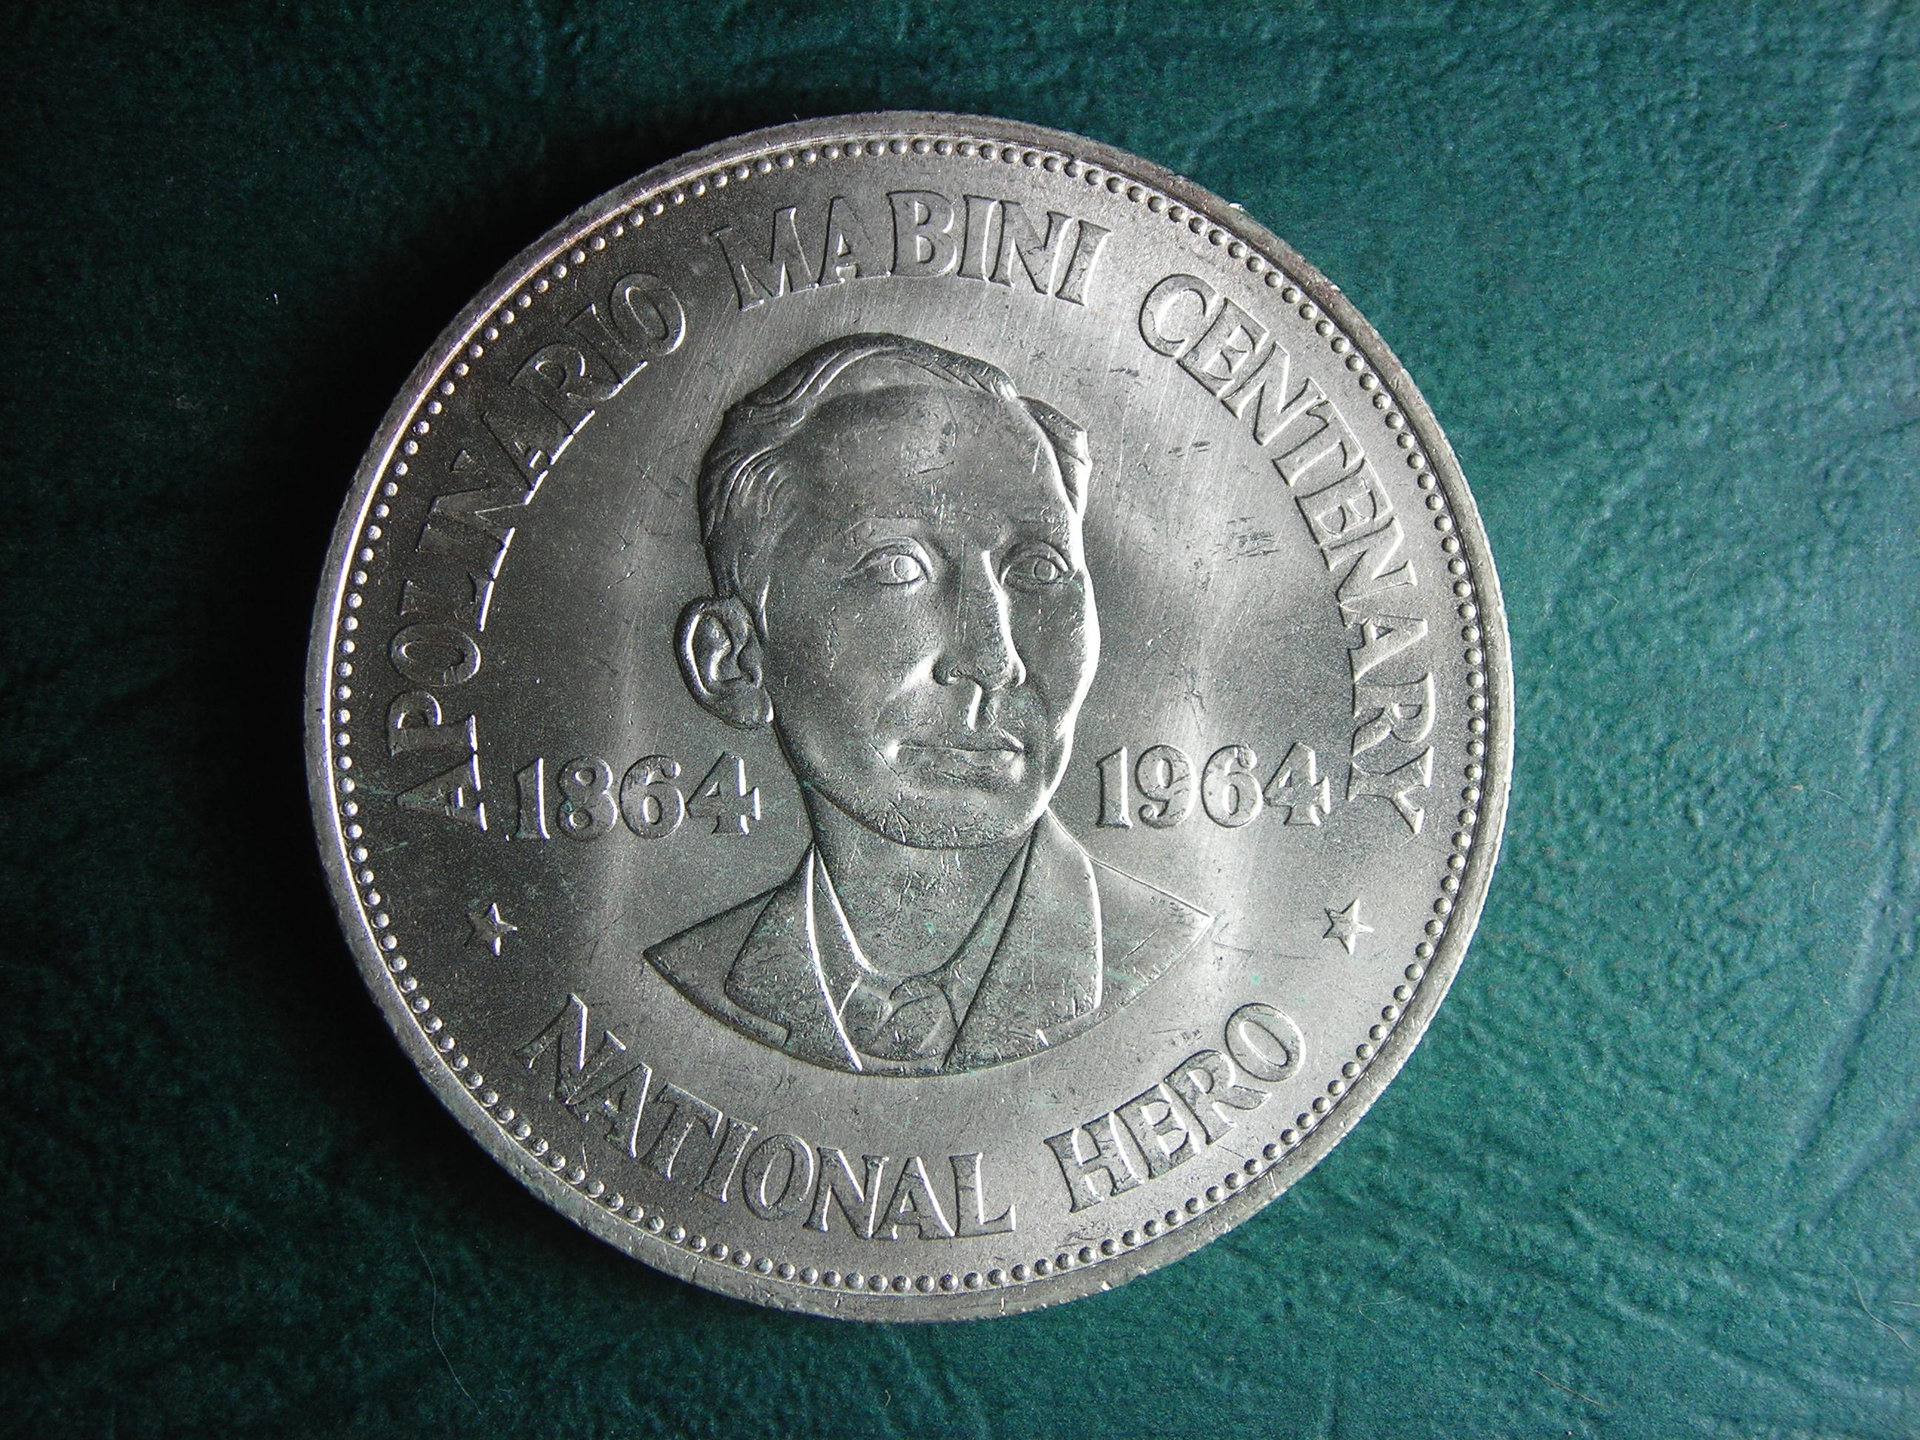 APOLINARIO MABINI CENTENARY
1864 1964
NATIONAL HERO